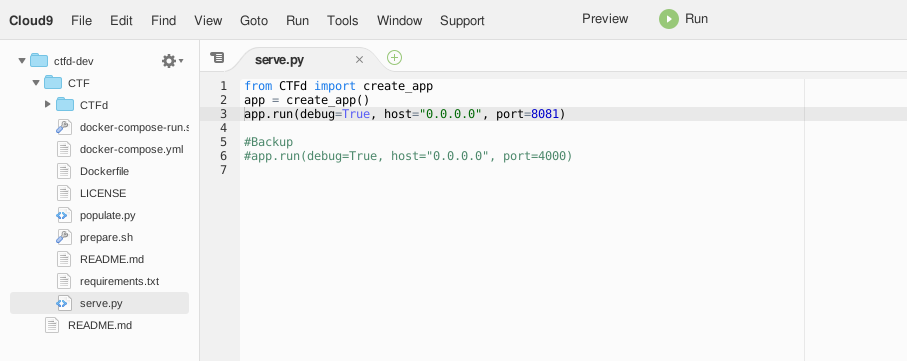 Cloud9 File Edit Find View Goto Run Tools Window Support Preview Run
ctfd-dev
CTF
CTFd
docker-compose-run.s
docker-compose.yml
Dockerfile
LICENSE
populate.py
prepare.sh
README.md
requirements.txt
serve.py
README.md
serve.py
1 from CTFd import create_app
2 app = create_app()
3 app.run(debug=True, host="0.0.0.0", port=8081)
4
5 #Backup
6 #app.run(debug=True, host="0.0.0.0", port=4000)
7